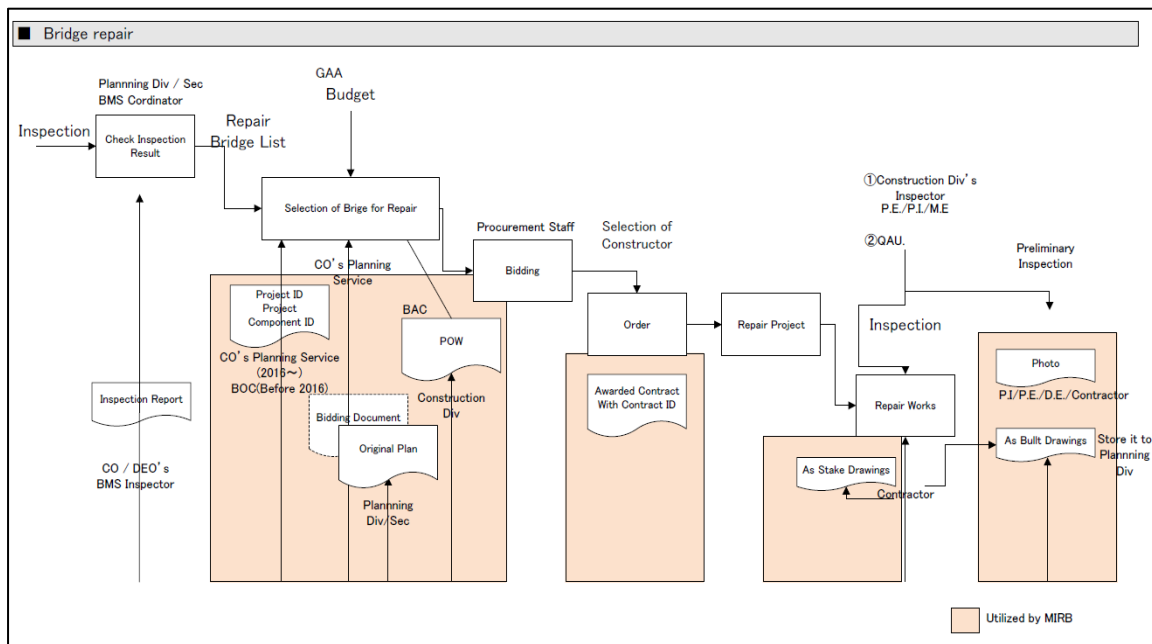 ■ Bridge repair
Plannning Div / Sec
BMS Cordinator
GAA
Budget
Inspection
Check Inspection
Result
Repair
Bridge List
Selection of Brige for Repair
①Construction Div's
Inspector
P.E./P.I./M.E
②QAU.
Preliminary
Inspection
Procurement Staff
Bidding
Selection of
Constructor
CO's Planning
Service
Project ID
Project
Component ID
BAC
POW
Order
Repair Project
Inspection
CO's Planning Service
(2016~)
BOC(Before 2016)
Construction
Div
Photo
P.I/P.E./D.E./Contractor
Inspection Report
Awarded Contract
With Contract ID
Repair Works
Bidding Document
Original Plan
As Built Drawings
Store it to
Plannning
Div
CO / DEO's
BMS Inspector
As Stake Drawings
Contractor
Plannning
Div/Sec
Utilized by MIRB